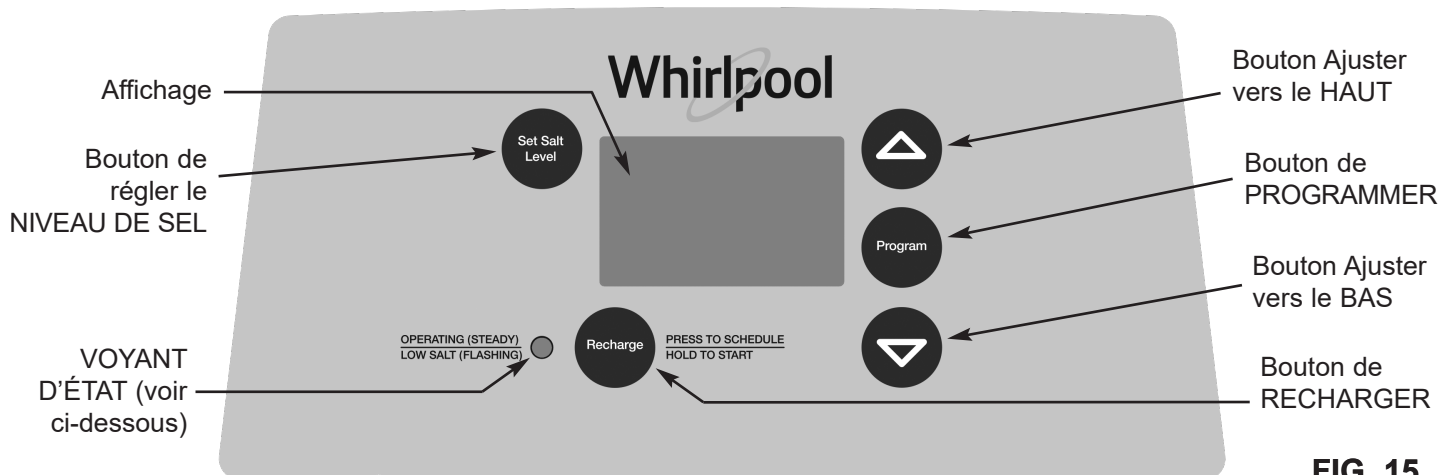 Whirlpool
Affichage
Bouton de
régler le
NIVEAU DE SEL
VOYANT
D'ÉTAT (voir
ci-dessous)
Set Salt
Level
OPERATING (STEADY)
LOW SALT (FLASHING)
Recharge
PRESS TO SCHEDULE
HOLD TO START
Program
Bouton Ajuster
vers le HAUT
Bouton de
PROGRAMMER
Bouton Ajuster
vers le BAS
Bouton de
RECHARGER
FIG. 15